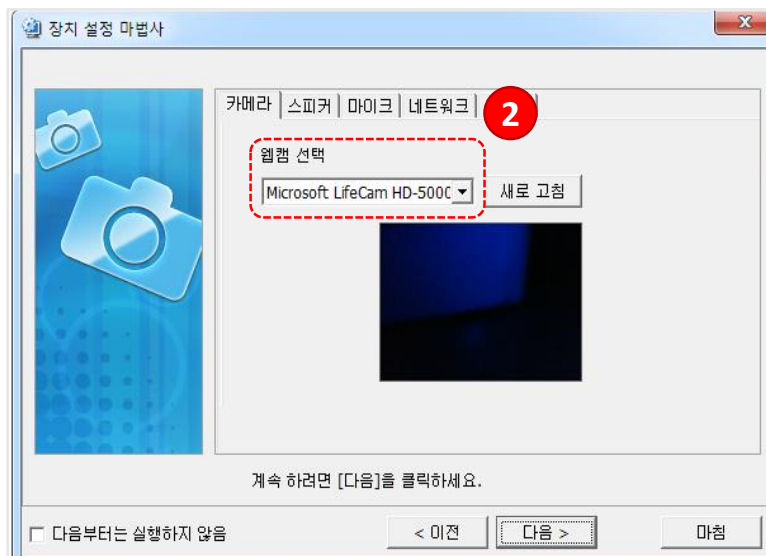 장치 설정 마법사
카메라 스피커 마이크 네트워크
2
웹캠 선택
Microsoft LifeCam HD-500 새로 고침
계속 하려면 [다음]을 클릭하세요.
다음부터는 실행하지 않음 < 이전 다음 > 마침